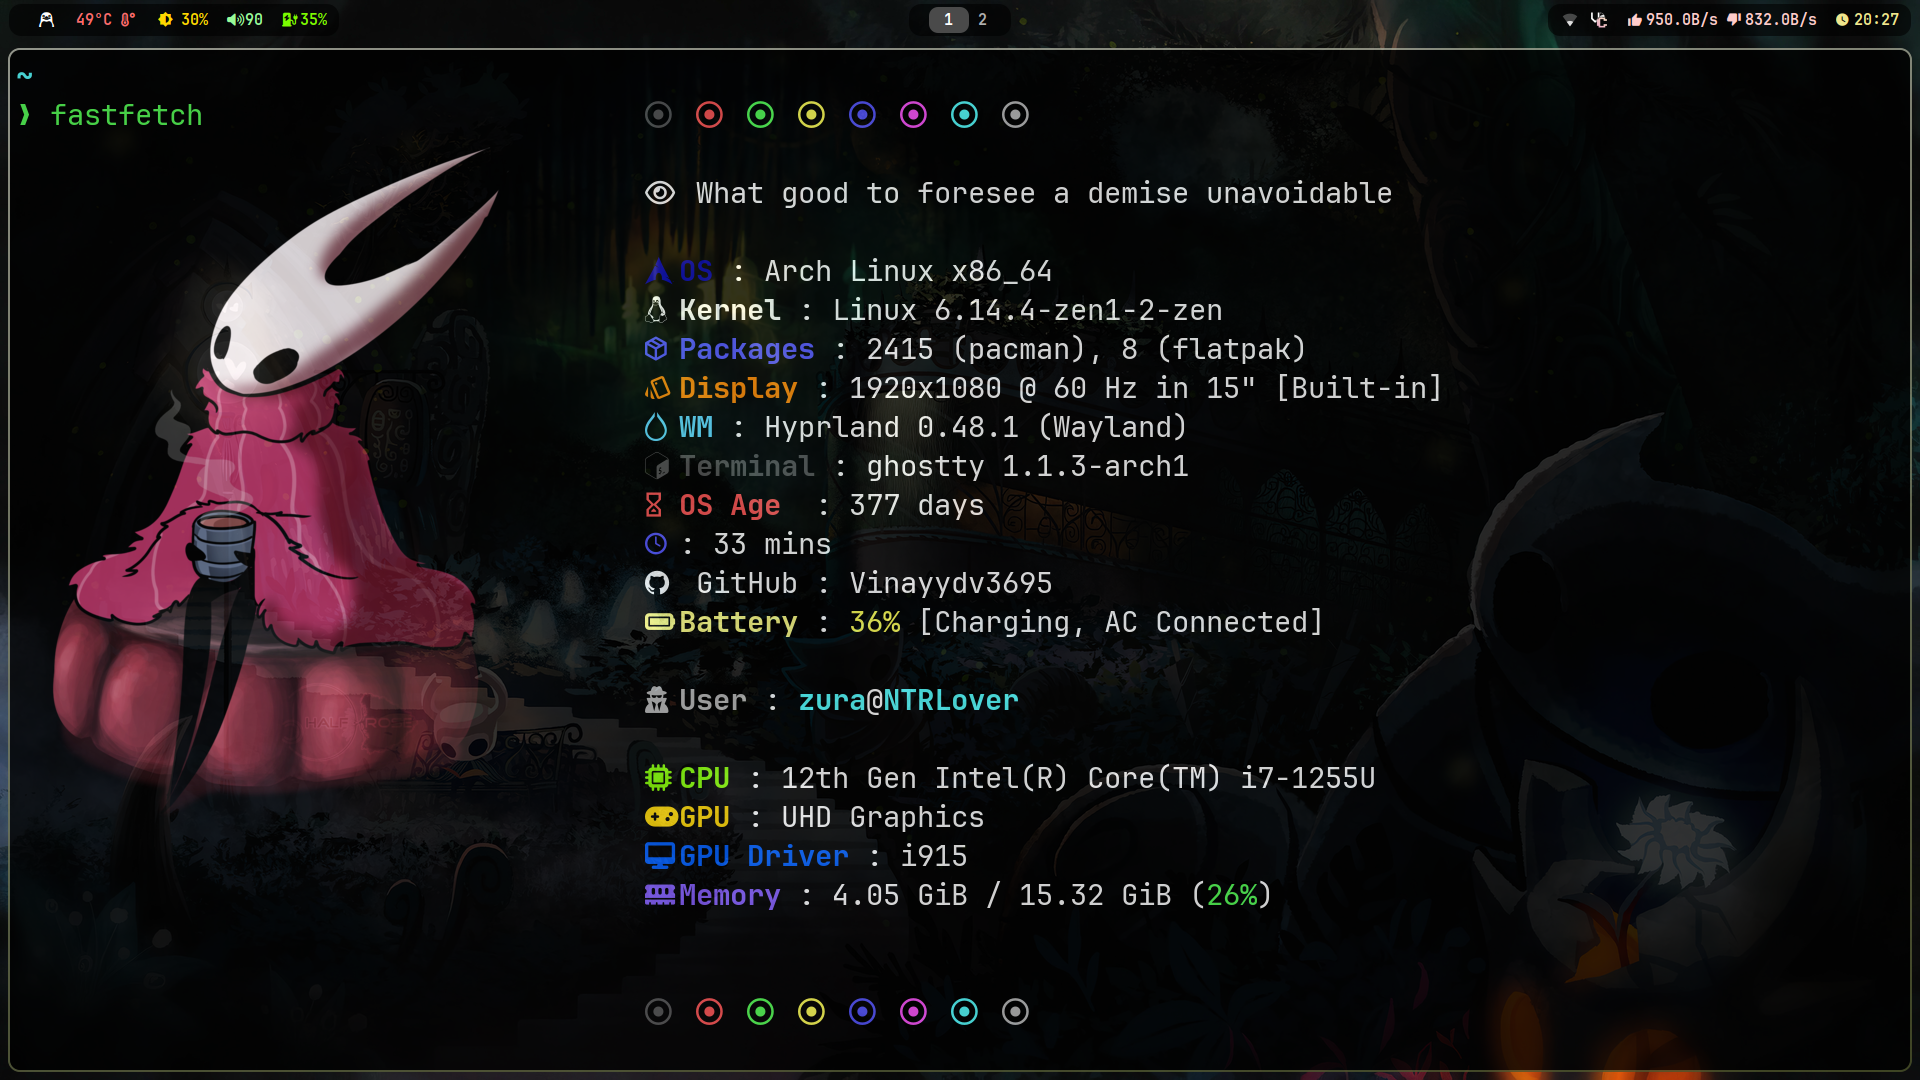 49°C 30% 90 35% 1 2 950.0B/s 832.0B/s 20:27
~
❱ fastfetch
What good to foresee a demise unavoidable
OS : Arch Linux x86_64
Kernel : Linux 6.14.4-zen1-2-zen
Packages : 2415 (pacman), 8 (flatpak)
Display : 1920x1080 @ 60 Hz in 15" [Built-in]
WM : Hyprland 0.48.1 (Wayland)
Terminal : ghostty 1.1.3-arch1
OS Age : 377 days
: 33 mins
GitHub : Vinayydv3695
Battery : 36% [Charging, AC Connected]
User : zura@NTRLover
CPU : 12th Gen Intel(R) Core(TM) i7-1255U
GPU : UHD Graphics
GPU Driver : i915
Memory : 4.05 GiB / 15.32 GiB (26%)